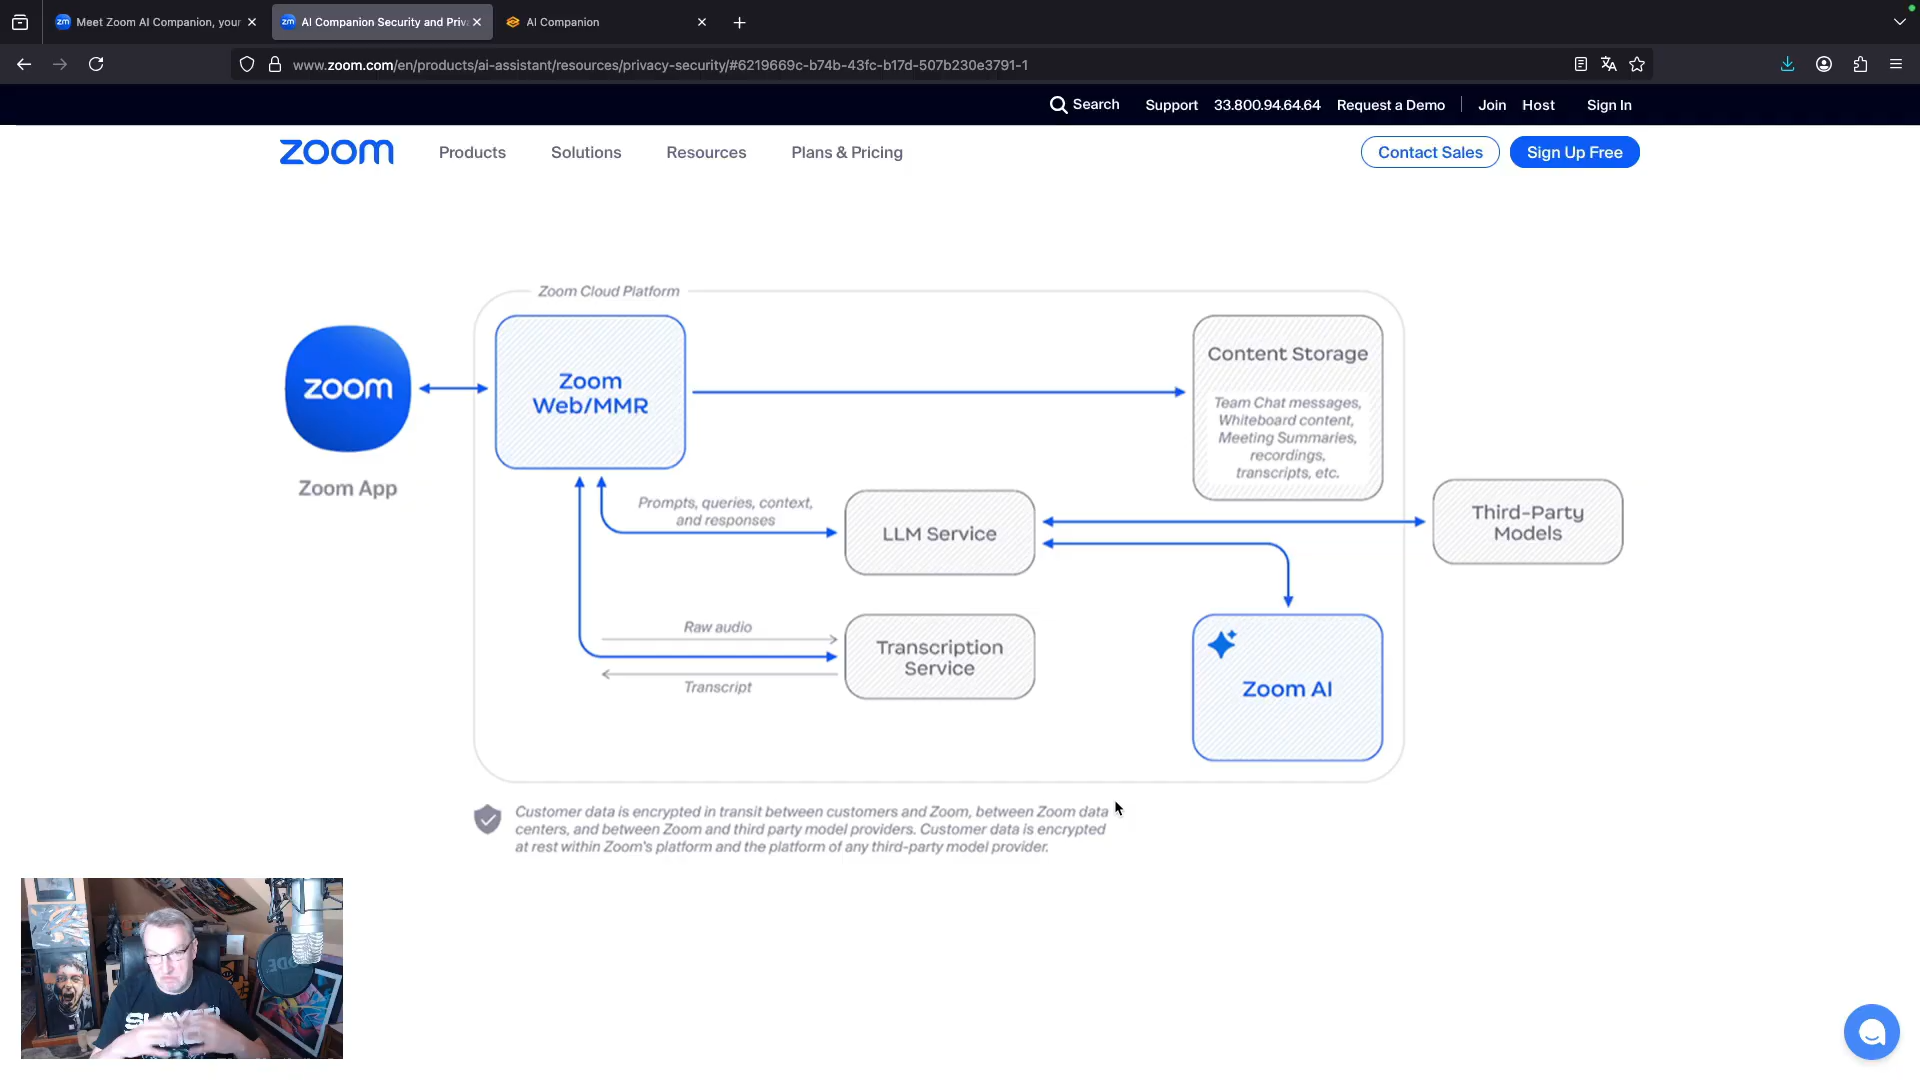 Meet Zoom AI Companion, your
AI Companion Security and Priv
AI Companion
www.zoom.com/en/products/ai-assistant/resources/privacy-security/#6219669c-b74b-43fc-b17d-507b230e3791-1
Search
Support
33.800.94.64.64
Request a Demo
Join
Host
Sign In
zoom
Products
Solutions
Resources
Plans & Pricing
Contact Sales
Sign Up Free
Zoom Cloud Platform
zoom
Zoom App
Zoom
Web/MMR
Content Storage
Team Chat messages,
Whiteboard content,
Meeting Summaries,
recordings,
transcripts, etc.
Prompts, queries, context,
and responses
LLM Service
Third-Party
Models
Raw audio
Transcription
Service
Transcript
Zoom AI
Customer data is encrypted in transit between customers and Zoom, between Zoom data
centers, and between Zoom and third party model providers. Customer data is encrypted
at rest within Zoom's platform and the platform of any third-party model provider.
SLAYER